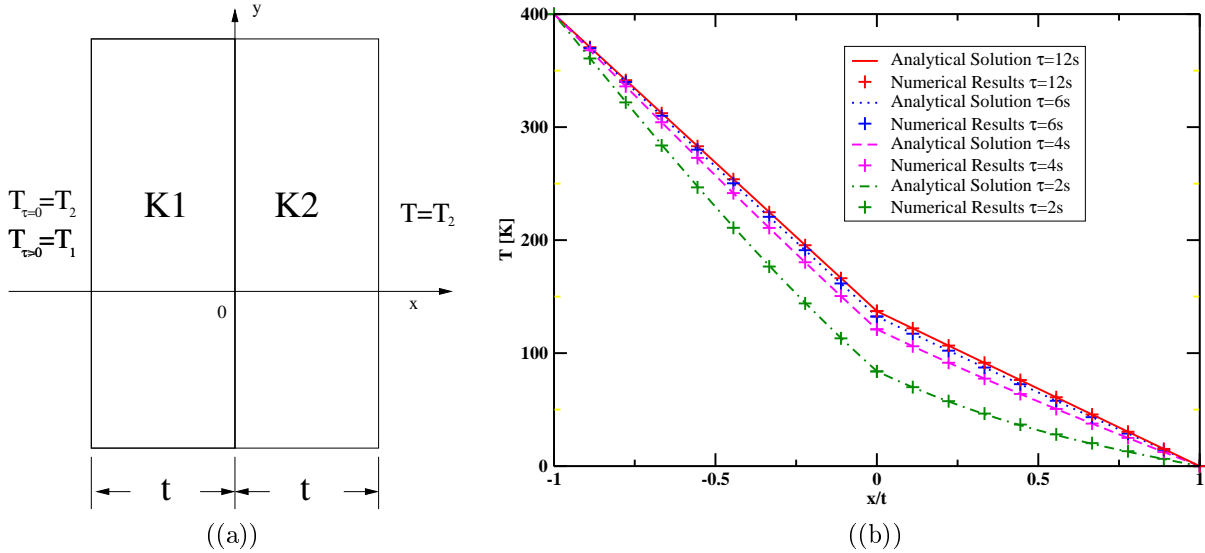 y
K1
K2
T_{τ=0}=T_2
T_{τ>0}=T_1
T=T_2
0
x
t
t
((a))
400
300
200
100
0
T [K]
-1
-0.5
0
0.5
1
x/t
Analytical Solution τ=12s
Numerical Results τ=12s
Analytical Solution τ=6s
Numerical Results τ=6s
Analytical Solution τ=4s
Numerical Results τ=4s
Analytical Solution τ=2s
Numerical Results τ=2s
((b))